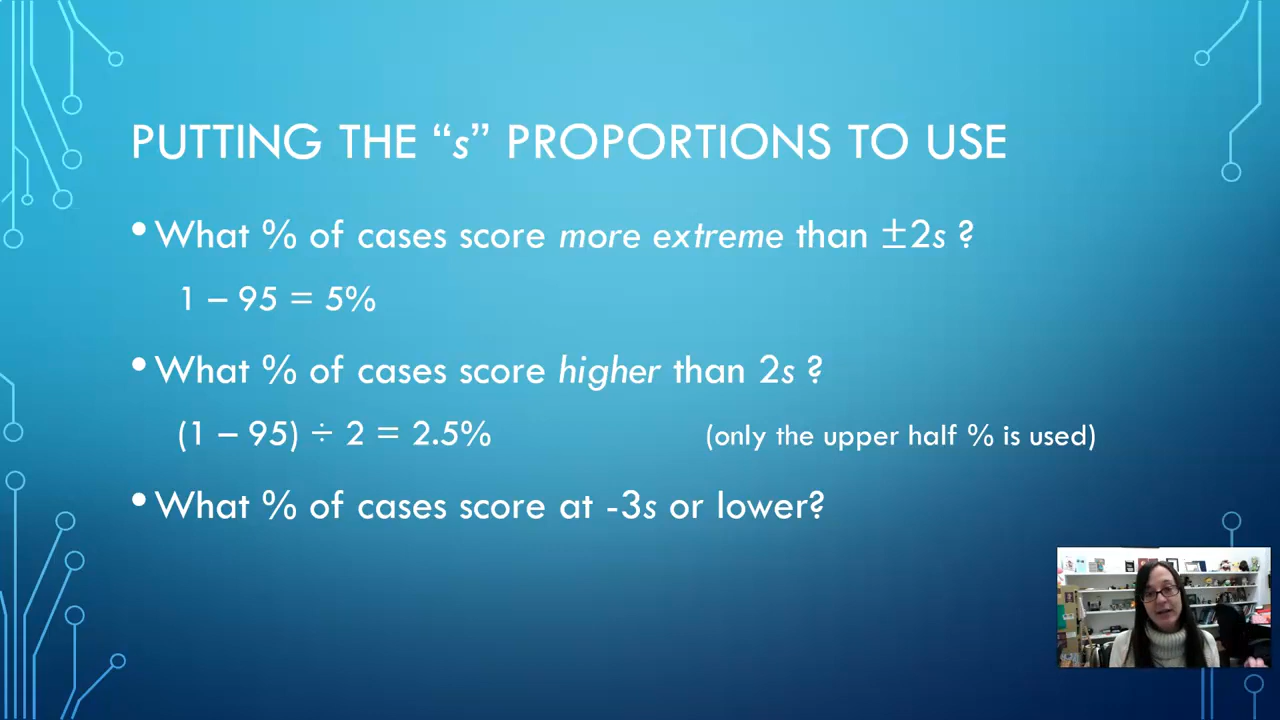 PUTTING THE “s” PROPORTIONS TO USE
•What % of cases score more extreme than ±2s ?
1 – 95 = 5%
•What % of cases score higher than 2s ?
(1 – 95) ÷ 2 = 2.5% (only the upper half % is used)
•What % of cases score at -3s or lower?